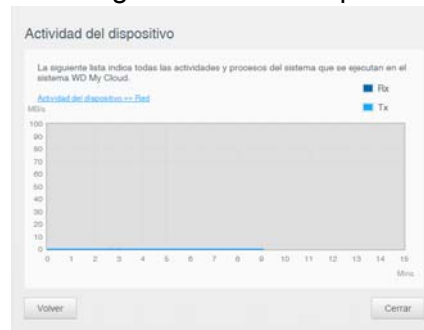 Actividad del dispositivo
La siguiente lista indica todas las actividades y procesos del sistema que se ejecutan en el
sistema WD My Cloud.
Rx
Actividad del dispositivo >> Red
MB/s
Tx
100
90
80
70
60
50
40
30
20
10
0
0 1 2 3 4 5 6 7 8 9 10 11 12 13 14 15
Mins
Volver Cerrar